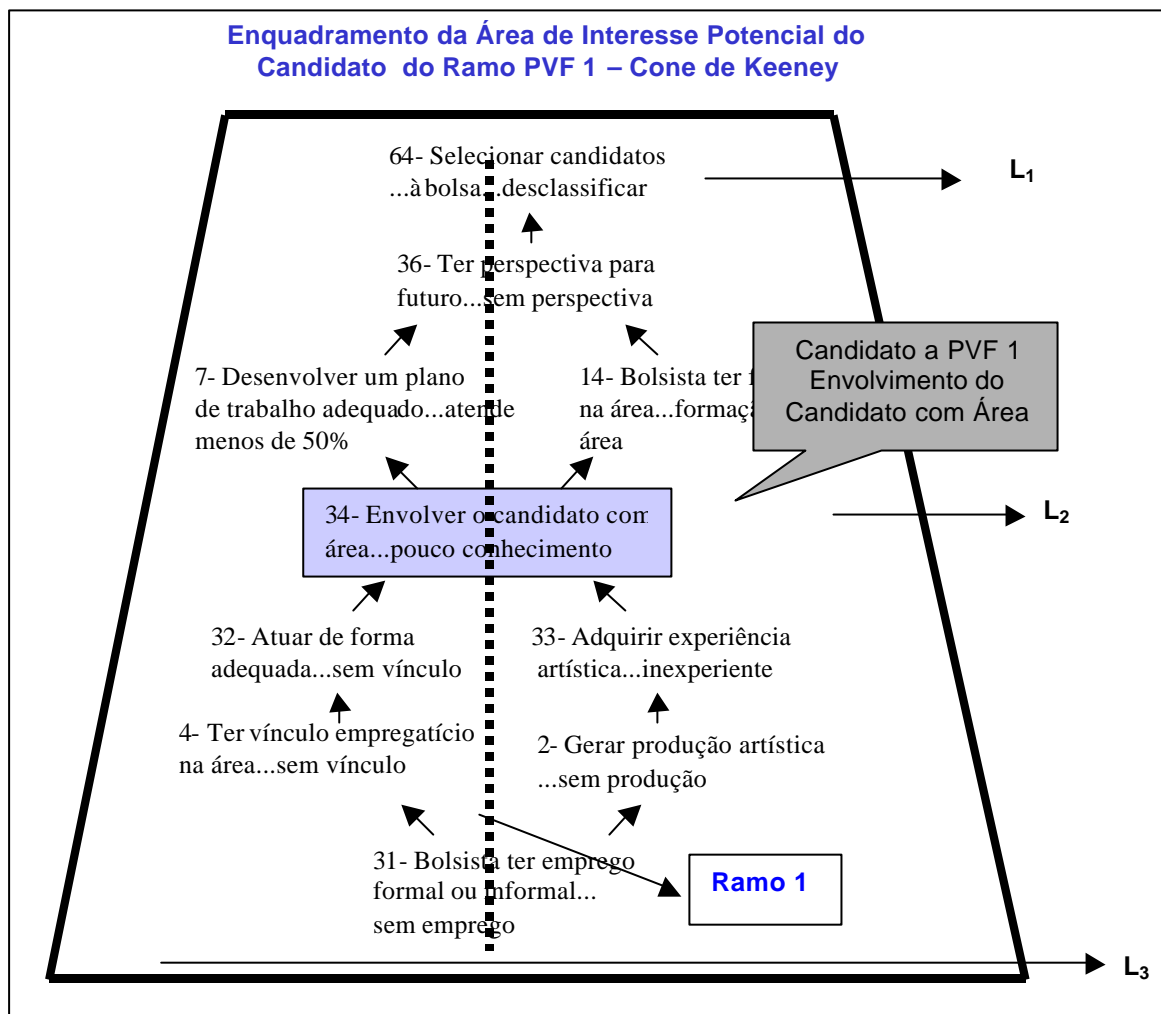 Enquadramento da Área de Interesse Potencial do
Candidato do Ramo PVF 1 – Cone de Keeney
64- Selecionar candidatos
...à bolsa...desclassificar
L1
36- Ter perspectiva para
futuro...sem perspectiva
7- Desenvolver um plano
de trabalho adequado...atende
menos de 50%
14- Bolsista ter
na área...
área
Candidato a PVF 1
Envolvimento do
Candidato com Área
34- Envolver o candidato com
área...pouco conhecimento
L2
32- Atuar de forma
adequada...sem vínculo
33- Adquirir experiência
artística...inexperiente
4- Ter vínculo empregatício
na área...sem vínculo
2- Gerar produção artística
...sem produção
31- Bolsista ter emprego
formal ou informal...
sem emprego
Ramo 1
L3